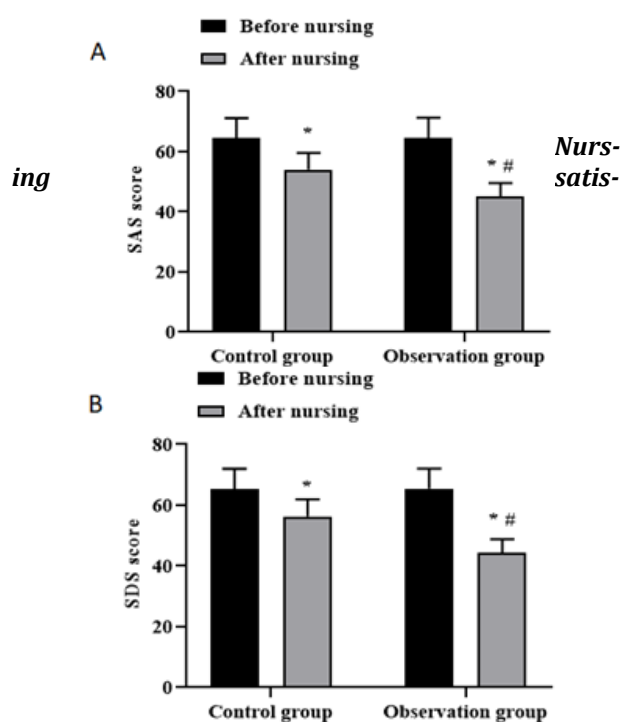 A
Before nursing
After nursing
80
60
40
20
0
SAS score
*
* #
Control group
Observation group
ing
Nurs-
satis-
B
Before nursing
After nursing
80
60
40
20
0
SDS score
*
* #
Control group
Observation group